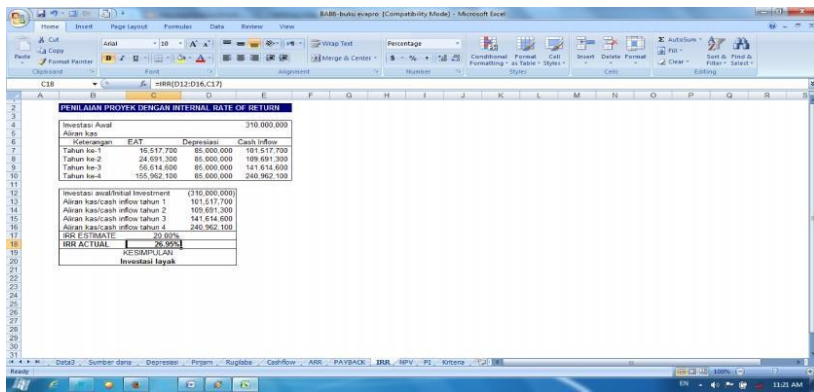 BAB6-buku evapro [Compatibility Mode] - Microsoft Excel
Home Insert Page Layout Formulas Data Review View
Cut
Copy
Format Painter
Paste
Arial 10
Wrap Text
Merge & Center
Percentage
Conditional Formatting
Format as Table
Cell Styles
Insert Delete Format
AutoSum
Fill
Clear
Sort & Filter
Find & Select
Clipboard Font Alignment Number Styles Cells Editing
C18 =IRR(D12:D16,C17)
A B C D E F G H I J K L M N O P Q R S
PENILAIAN PROYEK DENGAN INTERNAL RATE OF RETURN
Investasi Awal 310.000.000
Aliran kas
Keterangan EAT Depresiasi Cash Inflow
Tahun ke-1 16,517,700 85,000,000 101,517,700
Tahun ke-2 24,691,300 85,000,000 109,691,300
Tahun ke-3 56,614,600 85,000,000 141,614,600
Tahun ke-4 155,962,100 85,000,000 240,962,100
Investasi awal/Initial Investment (310,000,000)
Aliran kas/cash inflow tahun 1 101,517,700
Aliran kas/cash inflow tahun 2 109,691,300
Aliran kas/cash inflow tahun 3 141,614,600
Aliran kas/cash inflow tahun 4 240,962,100
IRR ESTIMATE 20.00%
IRR ACTUAL 26.95%
KESIMPULAN
Investasi layak
Data3 Sumber dana Depresiasi Pinjam Rugilaba Cashflow ARR PAYBACK IRR NPV PI Kriteria
Ready 100%
EN 11:21 AM